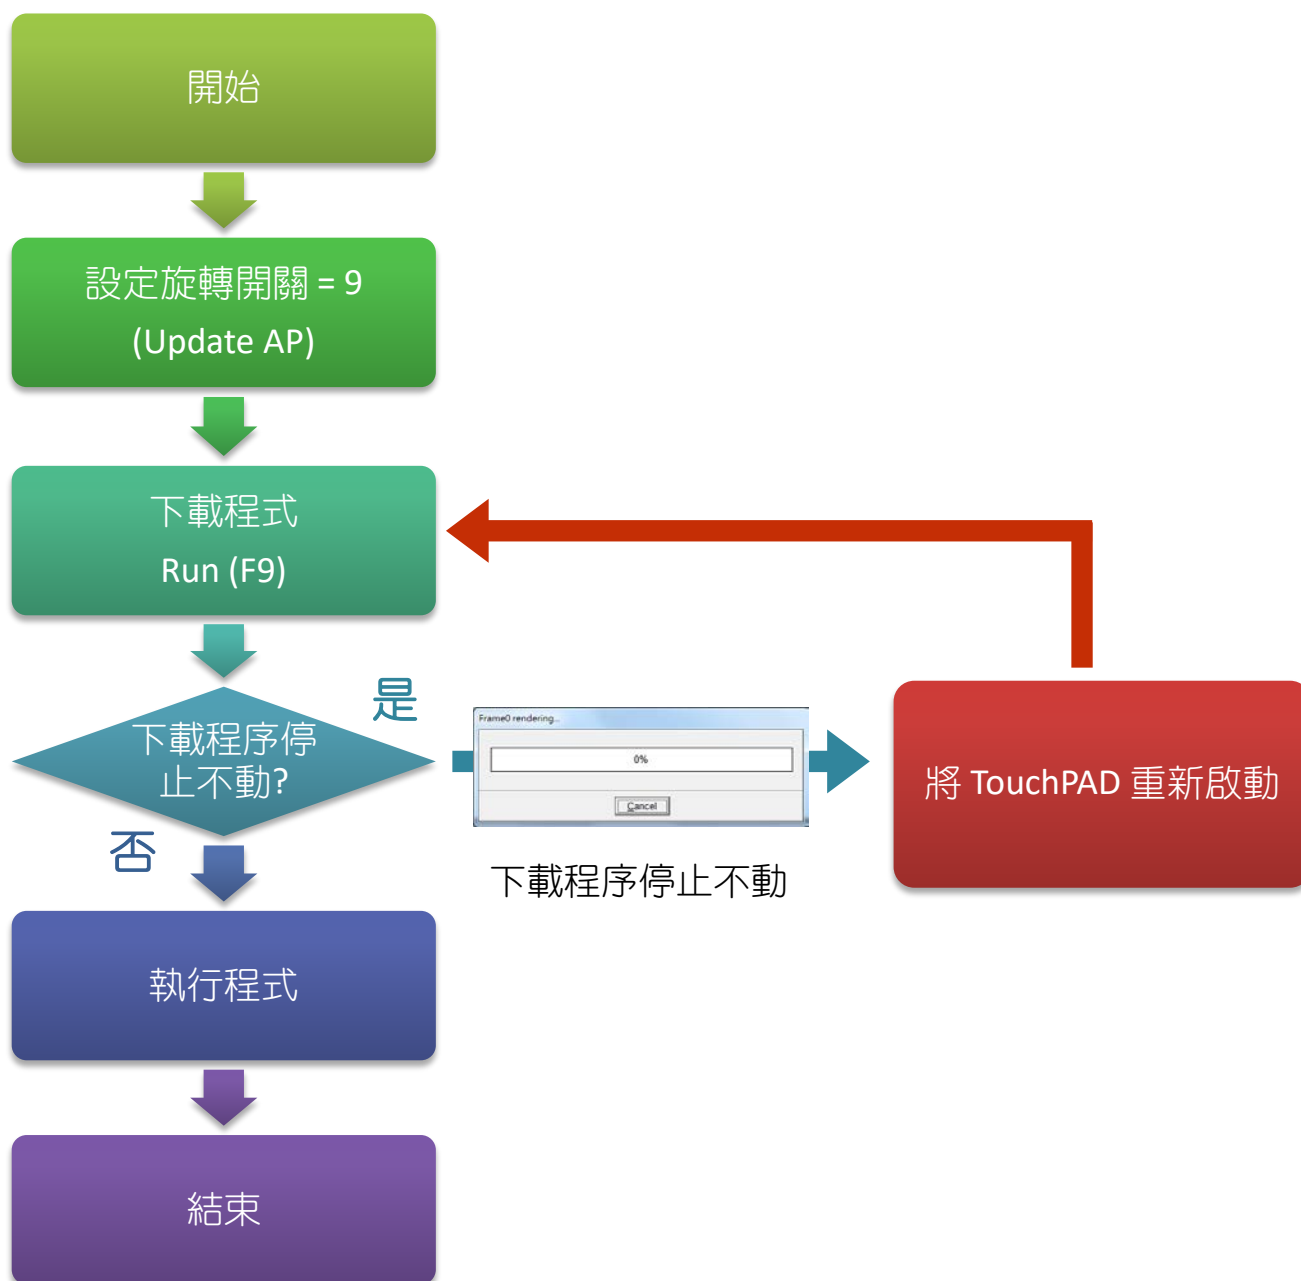 開始
設定旋轉開關 = 9
(Update AP)
下載程式
Run (F9)
下載程序停
止不動?
是
Frame0 rendering...
0%
Cancel
下載程序停止不動
將 TouchPAD 重新啟動
否
執行程式
結束